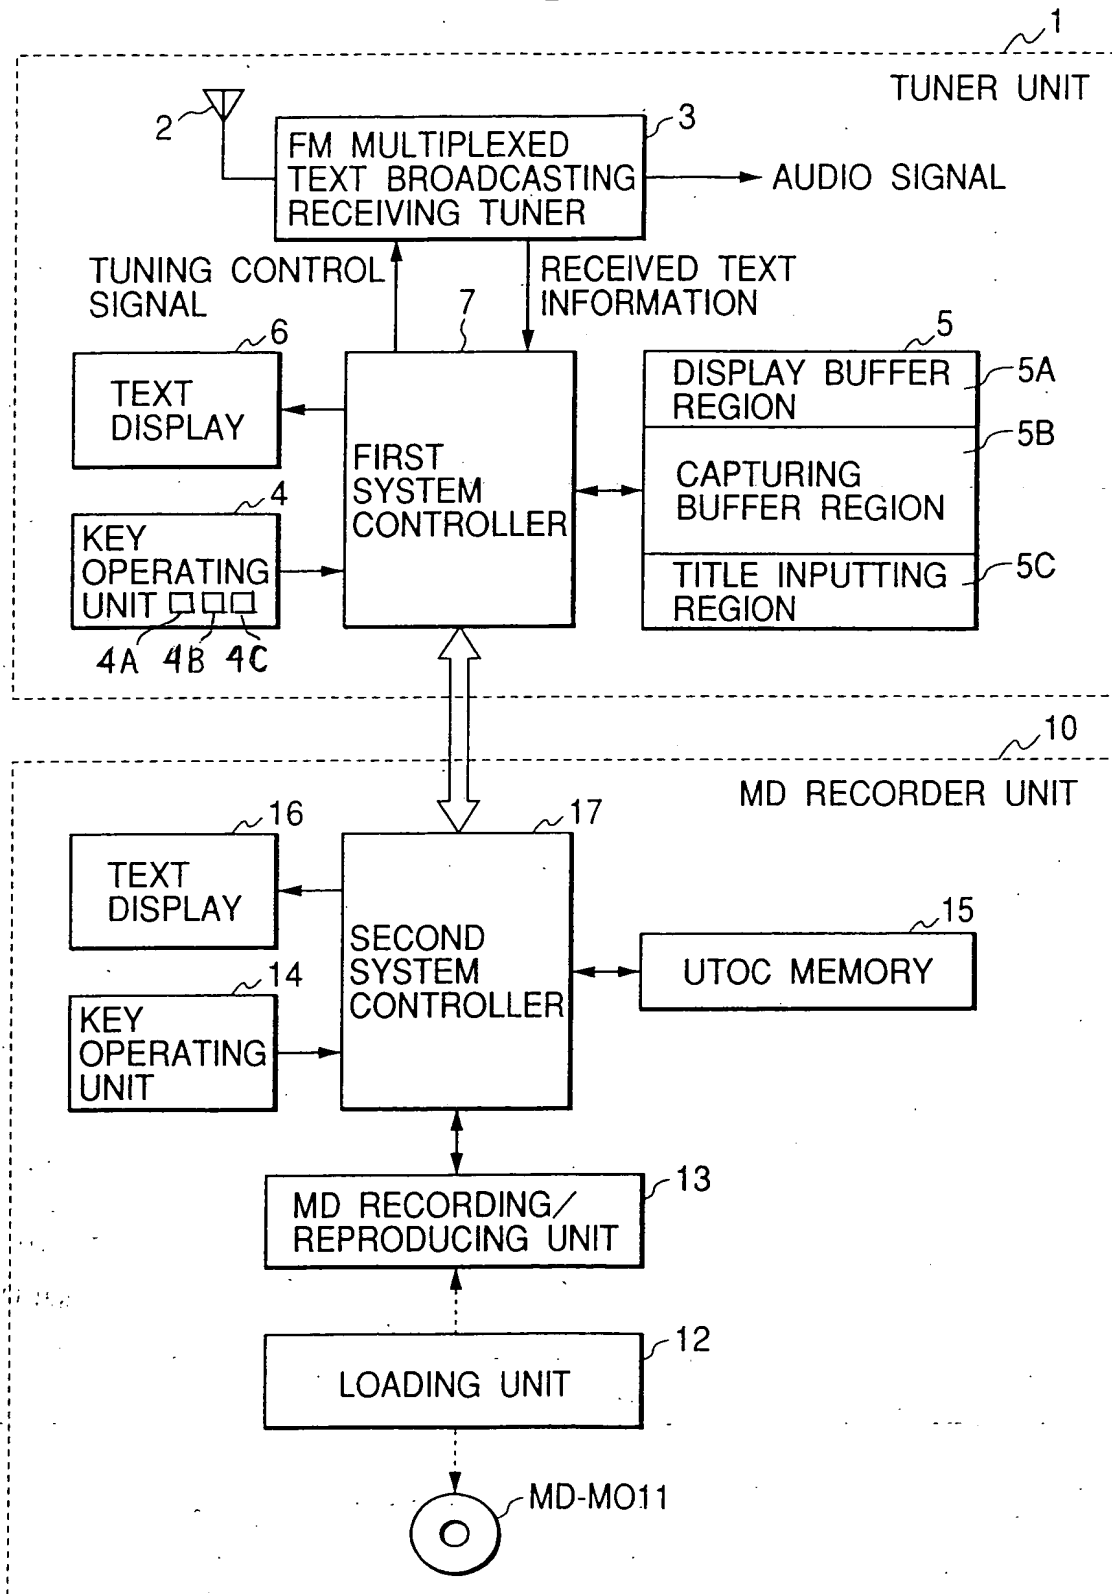 1
TUNER UNIT
2
3
FM MULTIPLEXED
TEXT BROADCASTING
RECEIVING TUNER
AUDIO SIGNAL
TUNING CONTROL
SIGNAL
RECEIVED TEXT
INFORMATION
7
6
5
TEXT
DISPLAY
DISPLAY BUFFER
REGION
5A
5B
FIRST
SYSTEM
CONTROLLER
CAPTURING
BUFFER REGION
4
KEY
OPERATING
UNIT
TITLE INPUTTING
REGION
5C
4A 4B 4C
10
MD RECORDER UNIT
16
17
TEXT
DISPLAY
15
SECOND
SYSTEM
CONTROLLER
UTOC MEMORY
14
KEY
OPERATING
UNIT
13
MD RECORDING/
REPRODUCING UNIT
12
LOADING UNIT
MD-MO11